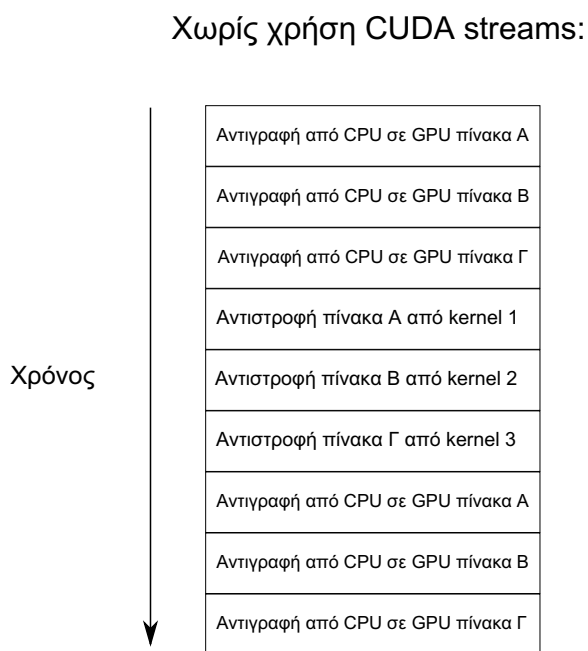 Χωρίς χρήση CUDA streams:
Αντιγραφή από CPU σε GPU πίνακα Α
Αντιγραφή από CPU σε GPU πίνακα Β
Αντιγραφή από CPU σε GPU πίνακα Γ
Αντιστροφή πίνακα Α από kernel 1
Χρόνος
Αντιστροφή πίνακα Β από kernel 2
Αντιστροφή πίνακα Γ από kernel 3
Αντιγραφή από CPU σε GPU πίνακα Α
Αντιγραφή από CPU σε GPU πίνακα Β
Αντιγραφή από CPU σε GPU πίνακα Γ